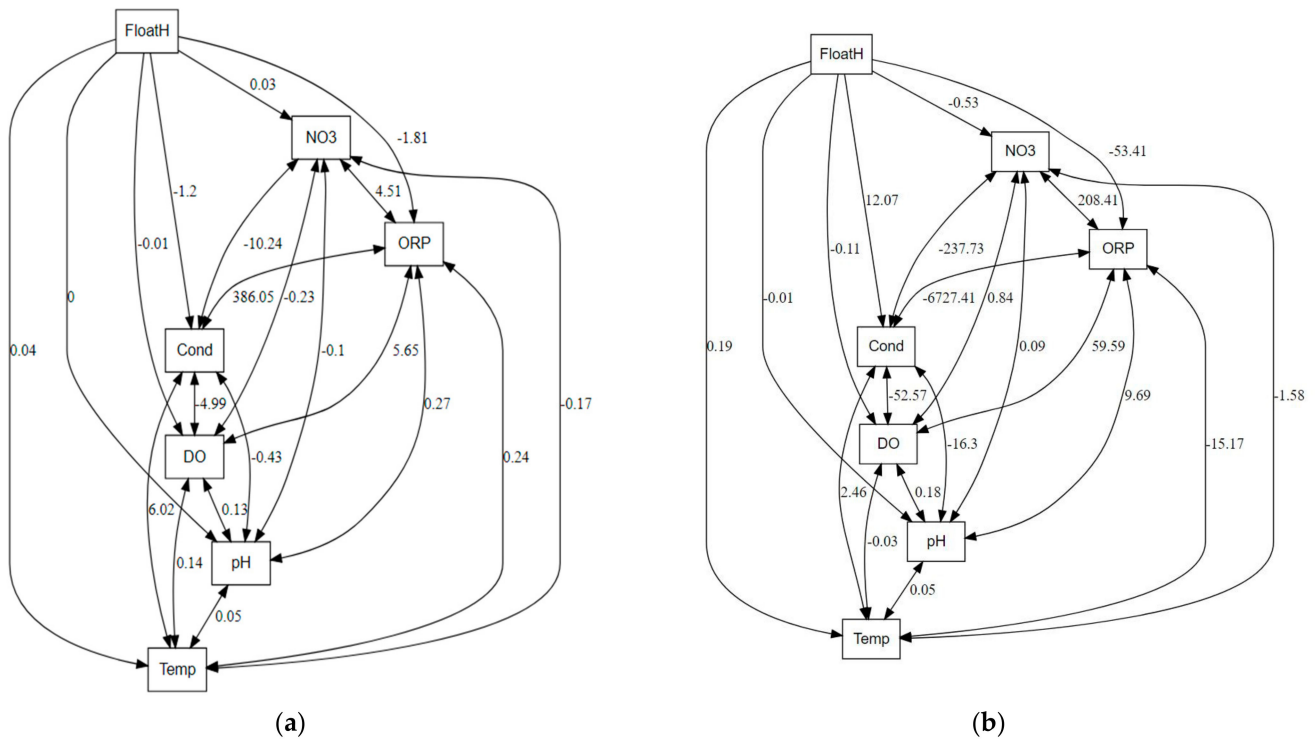 FloatH
0.03
NO3
-1.81
4.51
-1.2
ORP
-0.01
-10.24
386.05
-0.23
0
Cond
0.04
-0.1
5.65
-4.99
0.27
-0.17
DO
-0.43
0.24
6.02
0.13
0.14
pH
0.05
Temp
(a)
FloatH
-0.53
NO3
-53.41
12.07
208.41
-0.11
-237.73
ORP
-0.01
-6727.41
0.84
Cond
0.19
0.09
59.59
-52.57
9.69
-1.58
DO
-16.3
-15.17
2.46
0.18
-0.03
pH
0.05
Temp
(b)